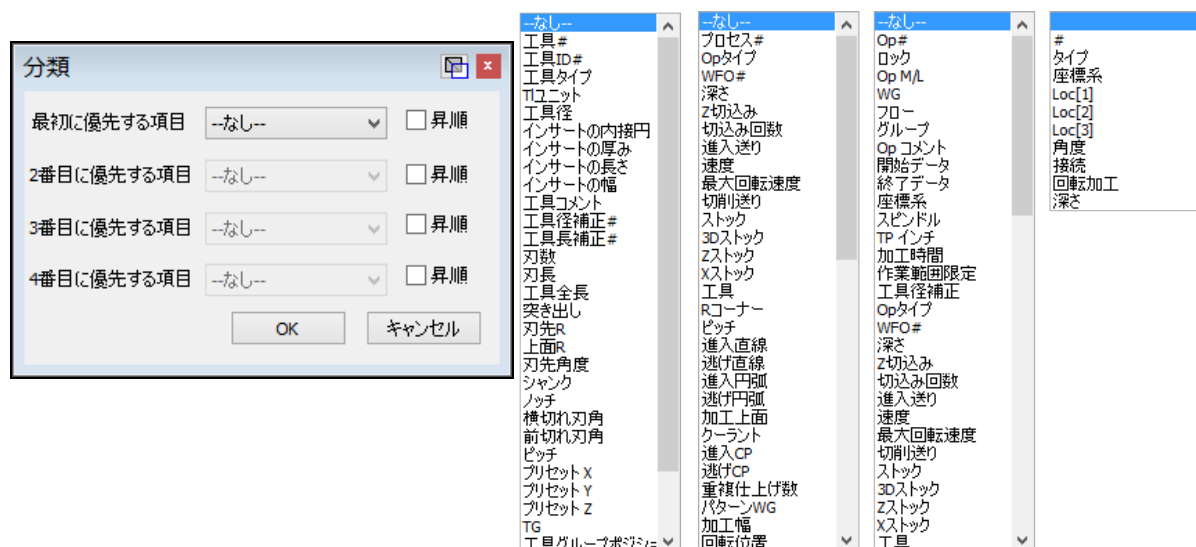 分類
最初に優先する項目
--なし--
昇順
2番目に優先する項目
--なし--
昇順
3番目に優先する項目
--なし--
昇順
4番目に優先する項目
--なし--
昇順
OK
キャンセル
--なし--
工具#
工具ID#
工具タイプ
Tlユニット
工具径
インサートの内接円
インサートの厚み
インサートの長さ
インサートの幅
工具コメント
工具径補正#
工具長補正#
刃数
刃長
工具全長
突き出し
刃先R
上面R
刃先角度
シャンク
ノッチ
横切れ刃角
前切れ刃角
ピッチ
プリセット X
プリセット Y
プリセット Z
TG
工具グループポジショ
--なし--
プロセス#
Opタイプ
WFO#
深さ
Z切込み
切込み回数
進入送り
速度
最大回転速度
切削送り
ストック
3Dストック
Zストック
Xストック
工具
Rコーナー
ピッチ
進入直線
逃げ直線
進入円弧
逃げ円弧
加工上面
クーラント
進入CP
逃げCP
重複仕上げ数
パターンWG
加工幅
回転位置
--なし--
Op#
ロック
Op M/L
WG
フロー
グループ
Op コメント
開始データ
終了データ
座標系
スピンドル
TP インチ
加工時間
作業範囲限定
工具径補正
Opタイプ
WFO#
深さ
Z切込み
切込み回数
進入送り
速度
最大回転速度
切削送り
ストック
3Dストック
Zストック
Xストック
工具
#
タイプ
座標系
Loc[1]
Loc[2]
Loc[3]
角度
接続
回転加工
深さ